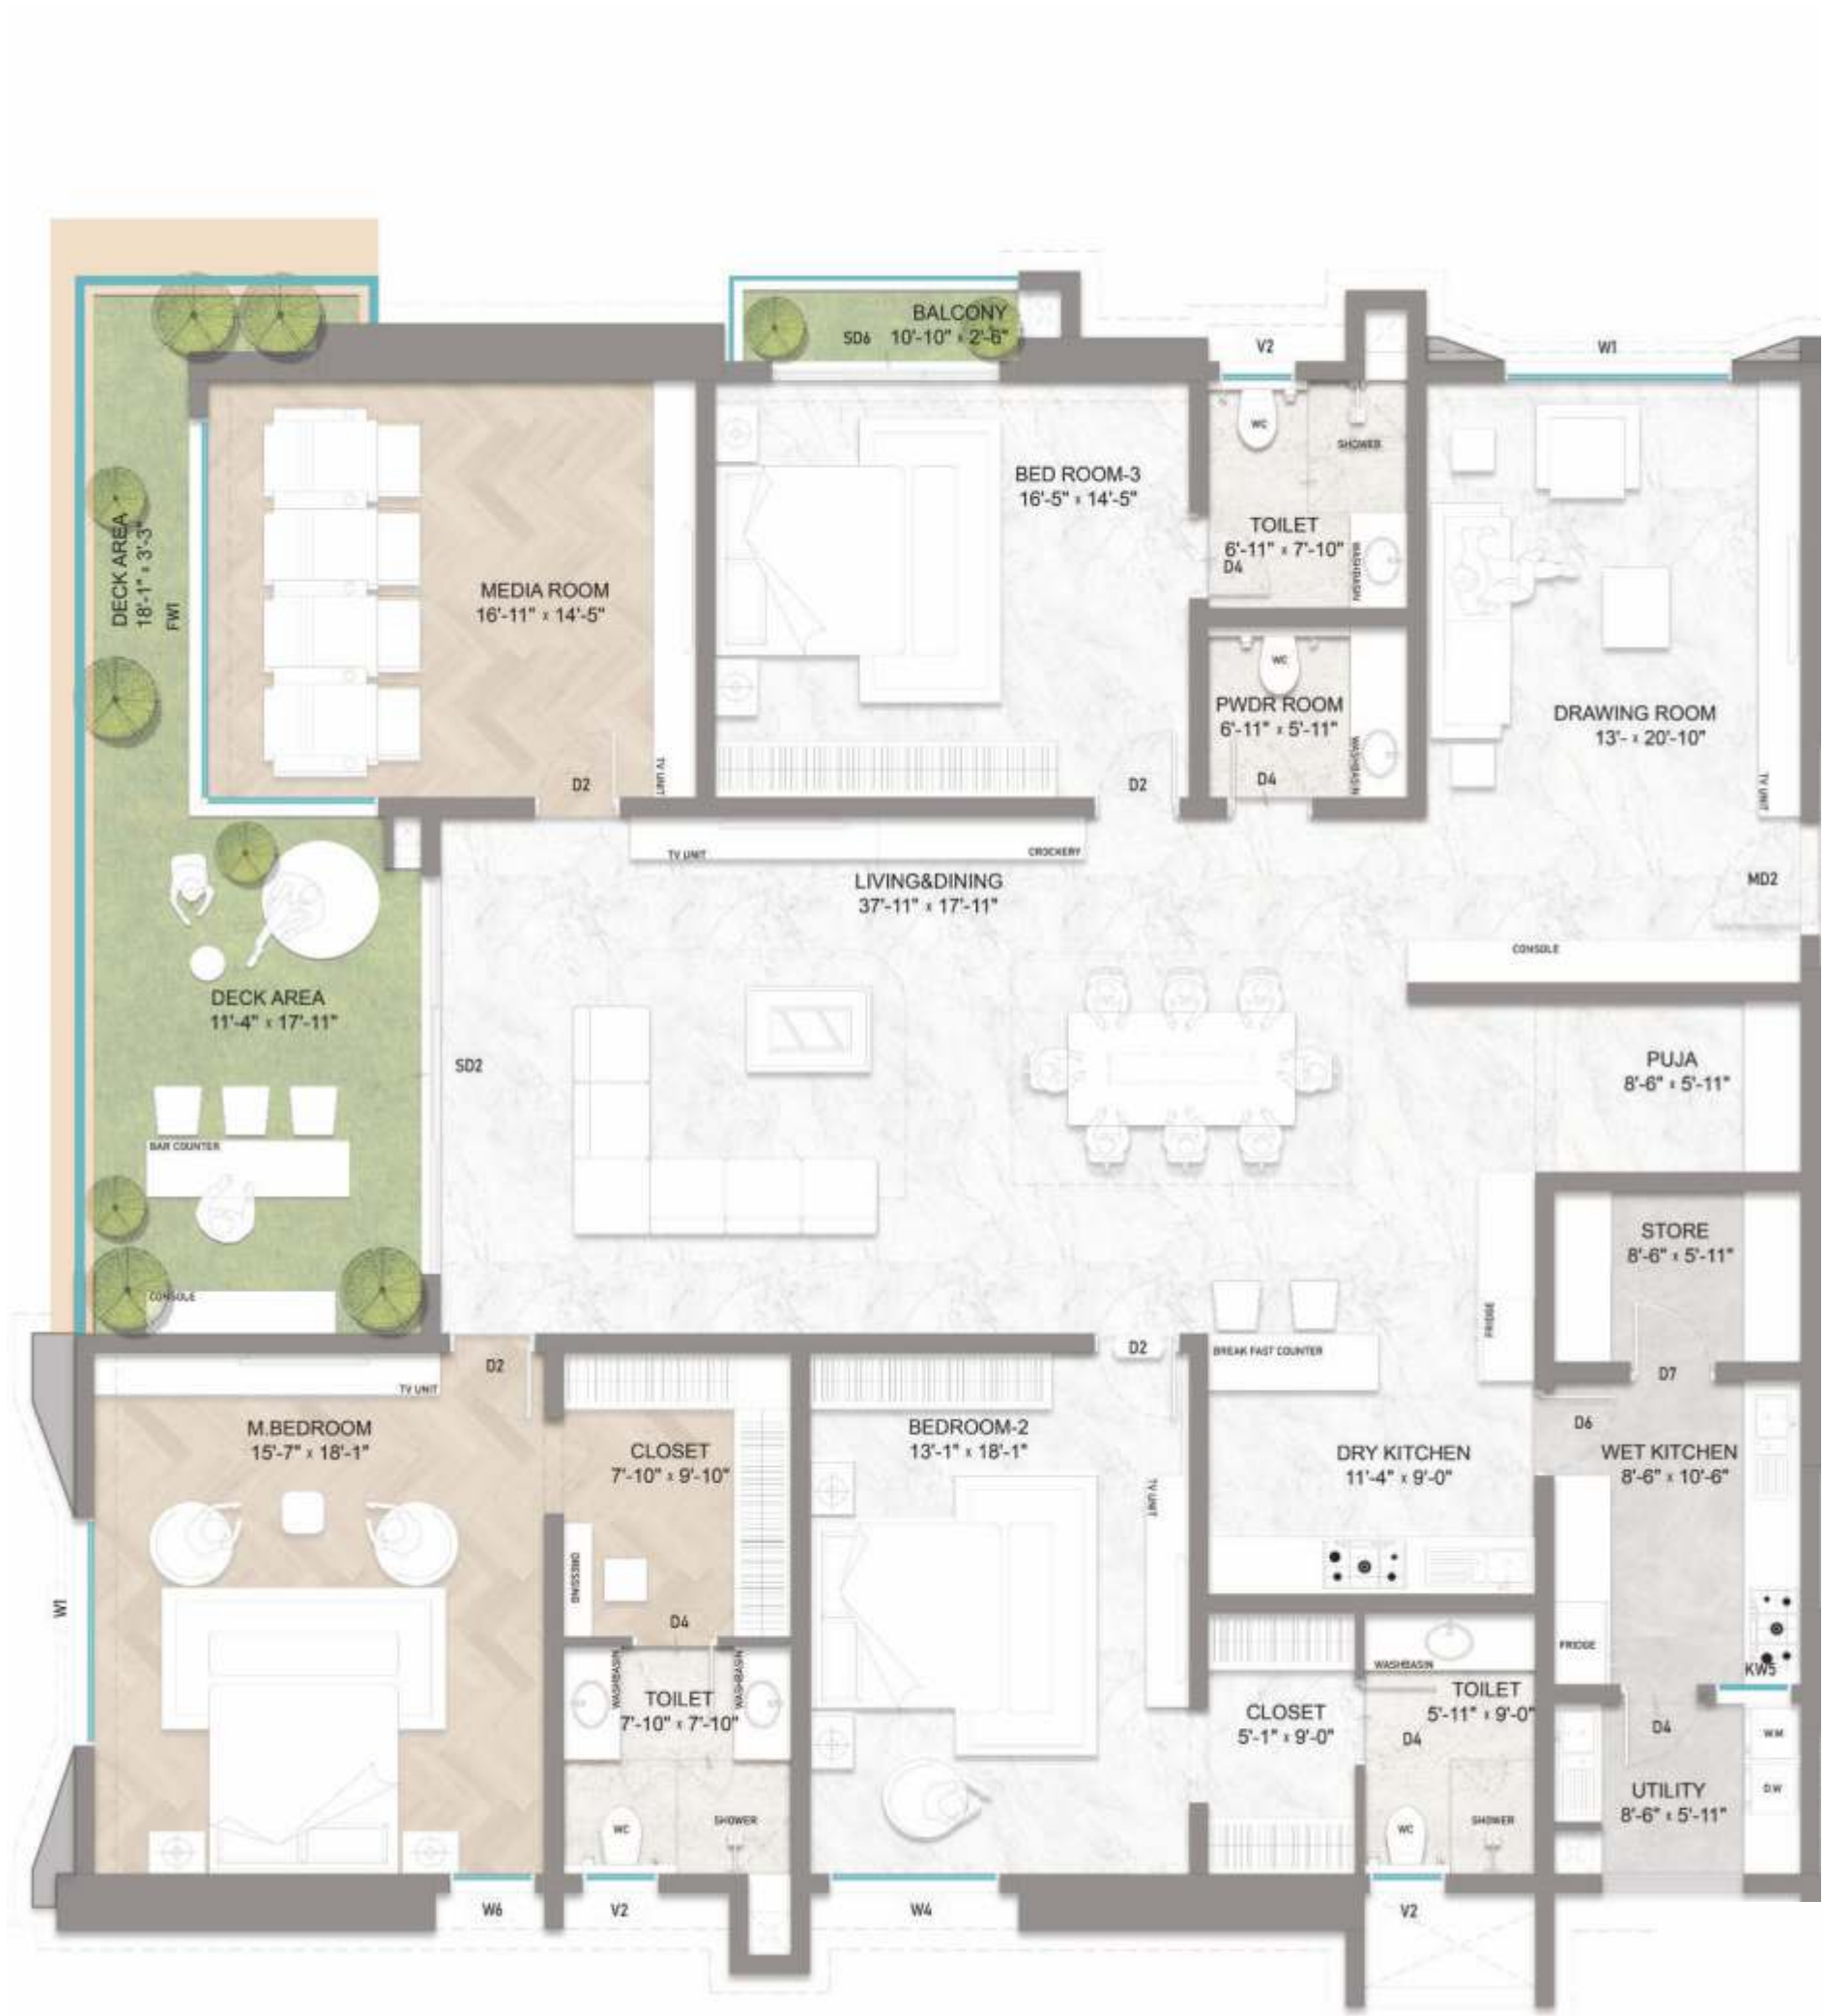 BALCONY
SD6 10'-10" x 2'-6"
V2
W1
WC
SHOWER
BED ROOM-3
16'-5" x 14'-5"
TOILET
6'-11" x 7'-10"
D4
WASHBASIN
DECK AREA
18'-1" x 3'-3"
FW1
MEDIA ROOM
16'-11" x 14'-5"
D2
TV UNIT
D2
WC
PWDR ROOM
6'-11" x 5'-11"
D4
WASHBASIN
DRAWING ROOM
13'- x 20'-10"
TV UNIT
TV UNIT
CROCKERY
LIVING&DINING
37'-11" x 17'-11"
MD2
CONSOLE
DECK AREA
11'-4" x 17'-11"
SD2
PUJA
8'-6" x 5'-11"
BAR COUNTER
CONSOLE
STORE
8'-6" x 5'-11"
FRIDGE
D2
TV UNIT
D2
BREAK FAST COUNTER
D7
D6
M.BEDROOM
15'-7" x 18'-1"
CLOSET
7'-10" x 9'-10"
BEDROOM-2
13'-1" x 18'-1"
TV UNIT
DRY KITCHEN
11'-4" x 9'-0"
WET KITCHEN
8'-6" x 10'-6"
W1
DRESSING
D4
WASHBASIN
WASHBASIN
TOILET
7'-10" x 7'-10"
CLOSET
5'-1" x 9'-0"
WASHBASIN
TOILET
5'-11" x 9'-0"
D4
FRIDGE
KW5
D4
W.M
D.W
UTILITY
8'-6" x 5'-11"
WC
SHOWER
WC
SHOWER
W6
V2
W4
V2